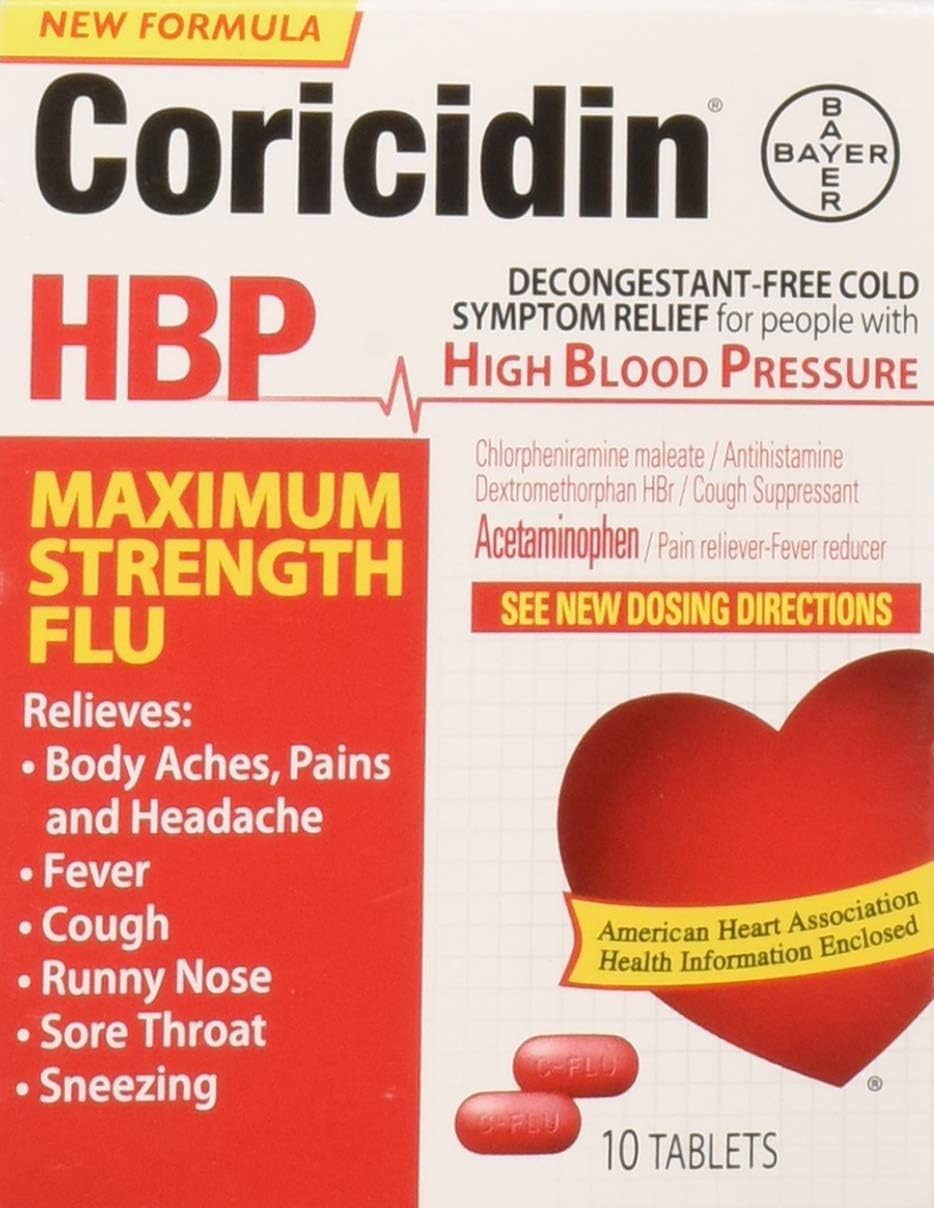 NEW FORMULA
Coricidin®
BAYER
BAYER
HBP
DECONGESTANT-FREE COLD
SYMPTOM RELIEF for people with
HIGH BLOOD PRESSURE
MAXIMUM
STRENGTH
FLU
Relieves:
• Body Aches, Pains
and Headache
• Fever
• Cough
• Runny Nose
• Sore Throat
• Sneezing
Chlorpheniramine maleate / Antihistamine
Dextromethorphan HBr / Cough Suppressant
Acetaminophen / Pain reliever-Fever reducer
SEE NEW DOSING DIRECTIONS
American Heart Association
Health Information Enclosed
®
C-FLU
C-FLU
10 TABLETS